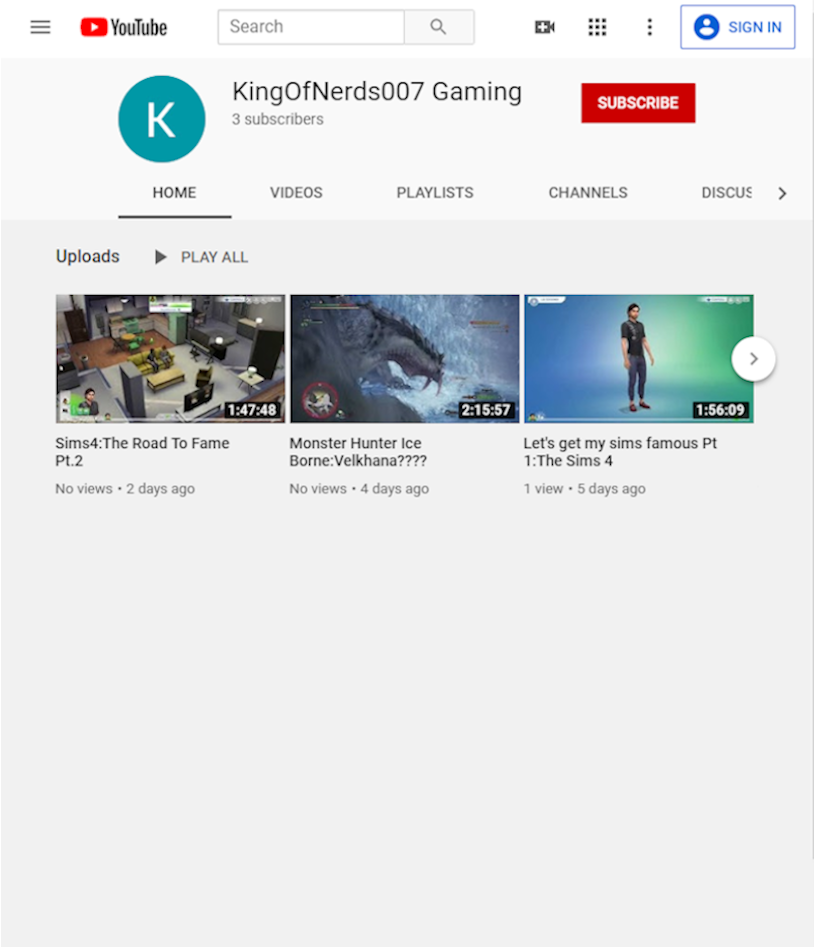 YouTube
Search
SIGN IN
K
KingOfNerds007 Gaming
3 subscribers
SUBSCRIBE
HOME
VIDEOS
PLAYLISTS
CHANNELS
DISCUS
Uploads
PLAY ALL
1:47:48
2:15:57
1:56:09
Sims4:The Road To Fame
Pt.2
No views • 2 days ago
Monster Hunter Ice
Borne:Velkhana????
No views • 4 days ago
Let's get my sims famous Pt
1:The Sims 4
1 view • 5 days ago